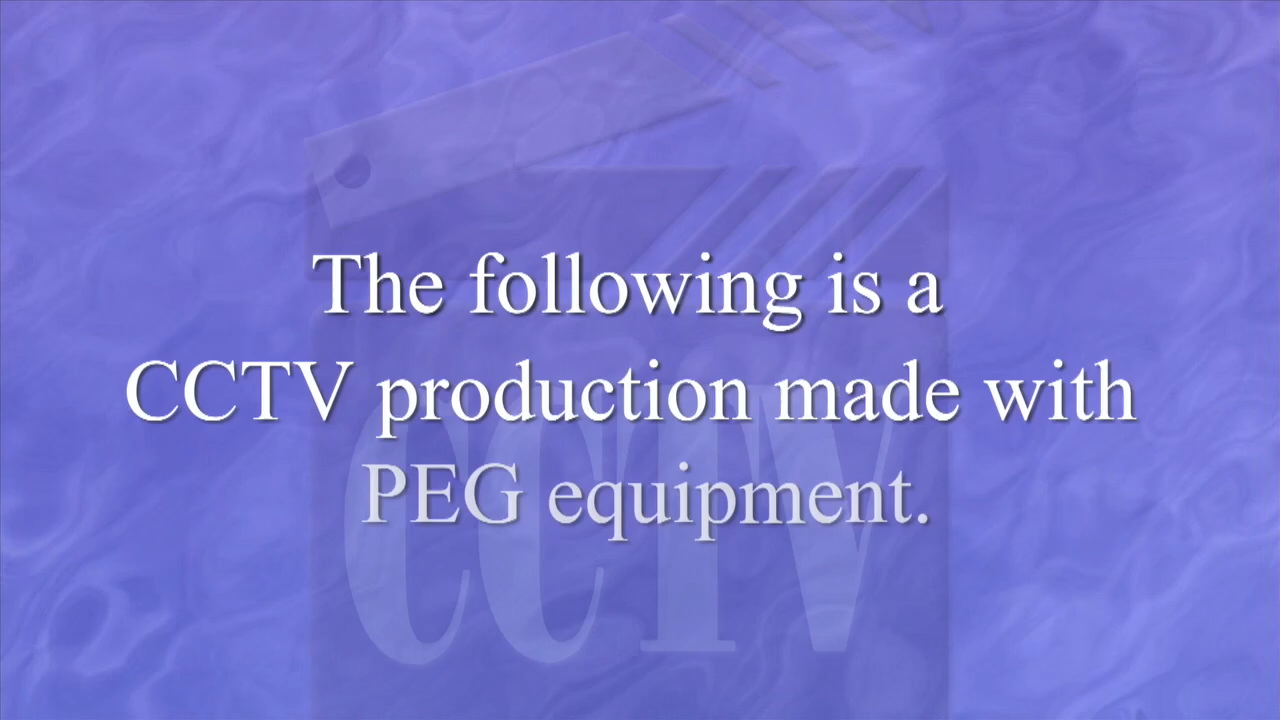 The following is a
CCTV production made with
PEG equipment.
CCTV